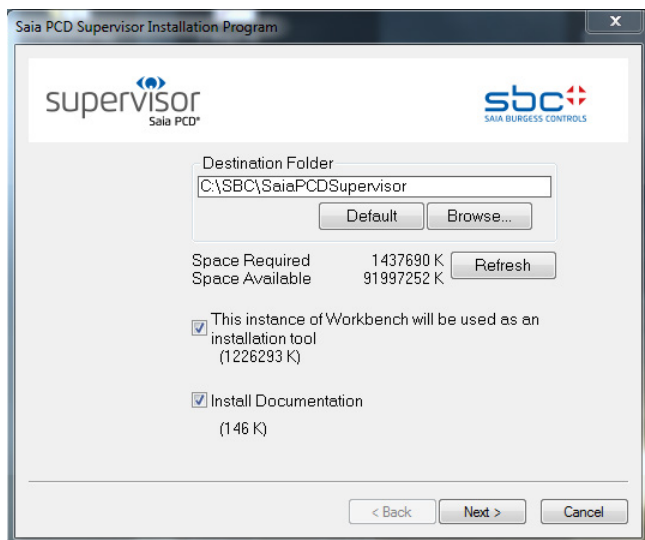 Saia PCD Supervisor Installation Program
x
supervisor
Saia PCD®
sbc
SAIA BURGESS CONTROLS
Destination Folder
C:\SBC\SaiaPCDSupervisor
Default Browse...
Space Required 1437690 K
Space Available 91997252 K
Refresh
This instance of Workbench will be used as an
installation tool
(1226293 K)
Install Documentation
(146 K)
< Back Next > Cancel